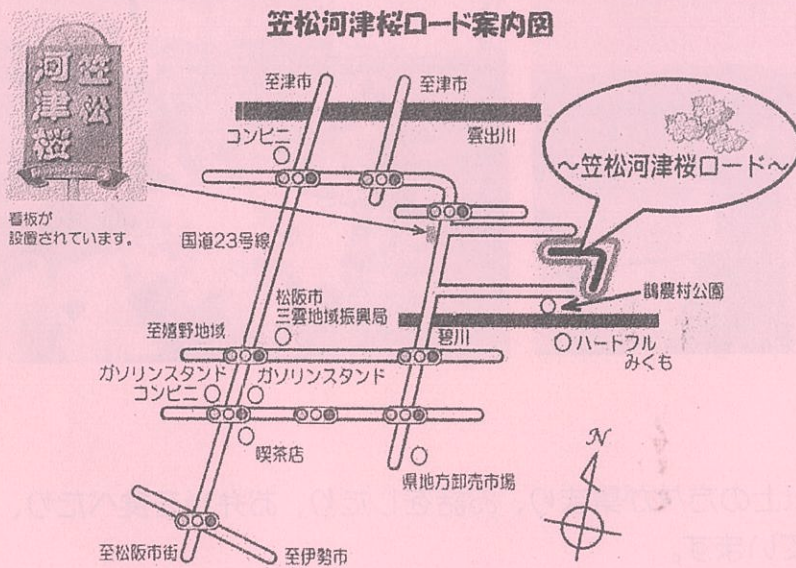 笠松河津桜ロード案内図
笠松
河津桜
看板が
設置されています。
至津市
至津市
コンビニ
雲出川
～笠松河津桜ロード～
国道23号線
鵲農村公園
松阪市
三雲地域振興局
至嬉野地域
碧川
ハートフル
みくも
ガソリンスタンド
ガソリンスタンド
コンビニ
喫茶店
県地方卸売市場
N
至松阪市街
至伊勢市